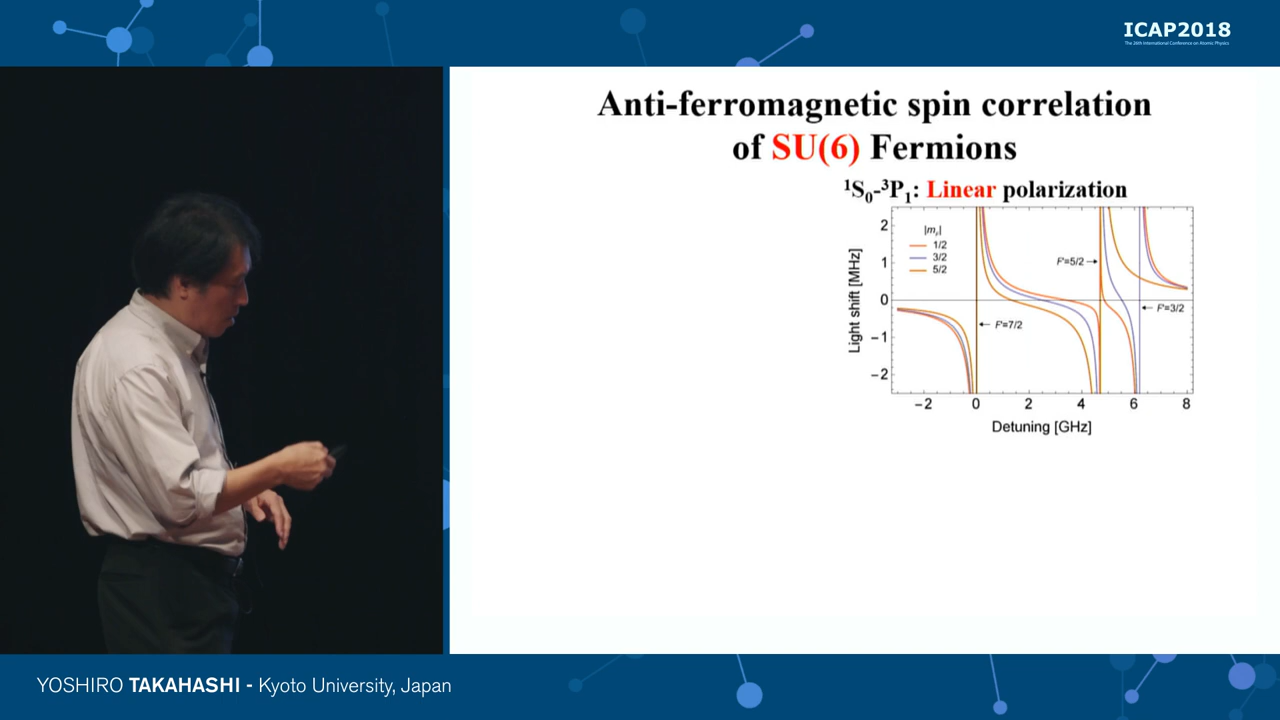 ICAP2018
The 26th International Conference on Atomic Physics
Anti-ferromagnetic spin correlation
of SU(6) Fermions
¹S₀-³P₁: Linear polarization
Light shift [MHz]
2
1
0
−1
−2
|mF|
1/2
3/2
5/2
F'=5/2
F'=7/2
F'=3/2
−2
0
2
4
6
8
Detuning [GHz]
YOSHIRO TAKAHASHI - Kyoto University, Japan